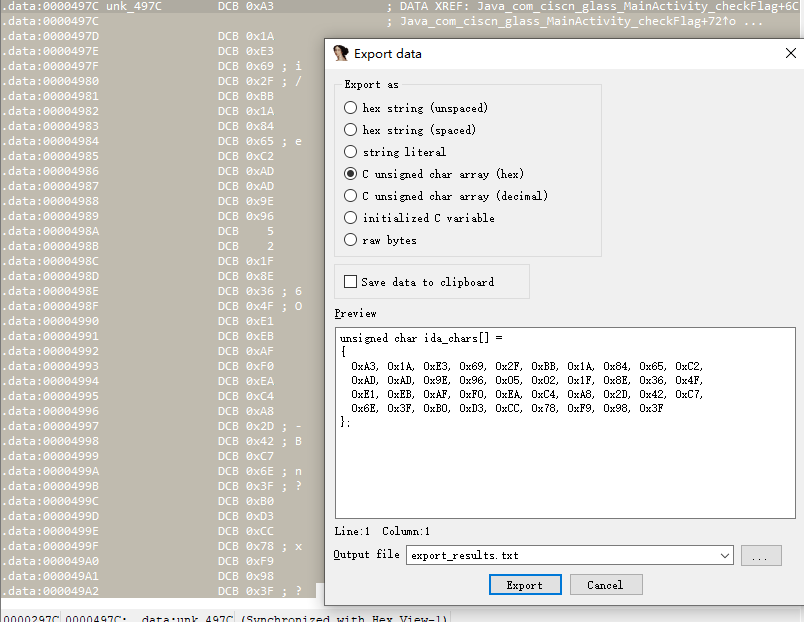 .data:0000497C unk_497C DCB 0xA3 ; DATA XREF: Java_com_ciscn_glass_MainActivity_checkFlag+6C
; Java_com_ciscn_glass_MainActivity_checkFlag+72↑o ...
.data:0000497D DCB 0x1A
.data:0000497E DCB 0xE3
.data:0000497F DCB 0x69 ; i
.data:00004980 DCB 0x2F ; /
.data:00004981 DCB 0xBB
.data:00004982 DCB 0x1A
.data:00004983 DCB 0x84
.data:00004984 DCB 0x65 ; e
.data:00004985 DCB 0xC2
.data:00004986 DCB 0xAD
.data:00004987 DCB 0xAD
.data:00004988 DCB 0x9E
.data:00004989 DCB 0x96
.data:0000498A DCB 5
.data:0000498B DCB 2
.data:0000498C DCB 0x1F
.data:0000498D DCB 0x8E
.data:0000498E DCB 0x36 ; 6
.data:0000498F DCB 0x4F ; O
.data:00004990 DCB 0xE1
.data:00004991 DCB 0xEB
.data:00004992 DCB 0xAF
.data:00004993 DCB 0xF0
.data:00004994 DCB 0xEA
.data:00004995 DCB 0xC4
.data:00004996 DCB 0xA8
.data:00004997 DCB 0x2D ; -
.data:00004998 DCB 0x42 ; B
.data:00004999 DCB 0xC7
.data:0000499A DCB 0x6E ; n
.data:0000499B DCB 0x3F ; ?
.data:0000499C DCB 0xB0
.data:0000499D DCB 0xD3
.data:0000499E DCB 0xCC
.data:0000499F DCB 0x78 ; x
.data:000049A0 DCB 0xF9
.data:000049A1 DCB 0x98
.data:000049A2 DCB 0x3F ; ?
0000297C 0000497C: .data:unk_497C (Synchronized with Hex View-1)
Export data
Export as
hex string (unspaced)
hex string (spaced)
string literal
C unsigned char array (hex)
C unsigned char array (decimal)
initialized C variable
raw bytes
Save data to clipboard
Preview
unsigned char ida_chars[] =
{
0xA3, 0x1A, 0xE3, 0x69, 0x2F, 0xBB, 0x1A, 0x84, 0x65, 0xC2,
0xAD, 0xAD, 0x9E, 0x96, 0x05, 0x02, 0x1F, 0x8E, 0x36, 0x4F,
0xE1, 0xEB, 0xAF, 0xF0, 0xEA, 0xC4, 0xA8, 0x2D, 0x42, 0xC7,
0x6E, 0x3F, 0xB0, 0xD3, 0xCC, 0x78, 0xF9, 0x98, 0x3F
};
Line:1 Column:1
Output file export_results.txt ...
Export Cancel